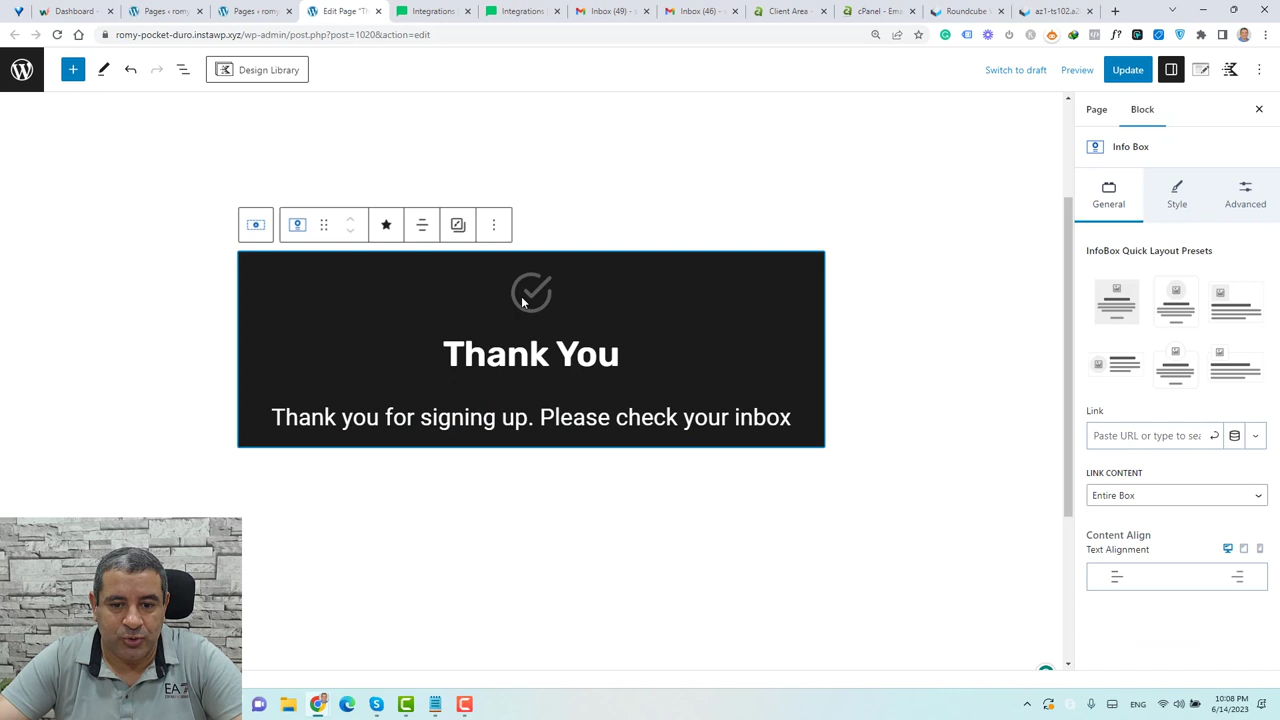 Dashboard
Pages ‹ romy
Pages ‹ romy
Edit Page "Th
Integrations
Integrations
Inbox (49) - s
Inbox (46) - s
Client Area -
cPanel - Em
Roundcube
az1-ts102.a
romy-pocket-duro.instawp.xyz/wp-admin/post.php?post=1020&action=edit
Design Library
Switch to draft
Preview
Update
Page
Block
Info Box
General
Style
Advanced
InfoBox Quick Layout Presets
Thank You
Thank you for signing up. Please check your inbox
Link
Paste URL or type to sea
LINK CONTENT
Entire Box
Content Align
Text Alignment
EA7
ENG
10:08 PM
6/14/2023